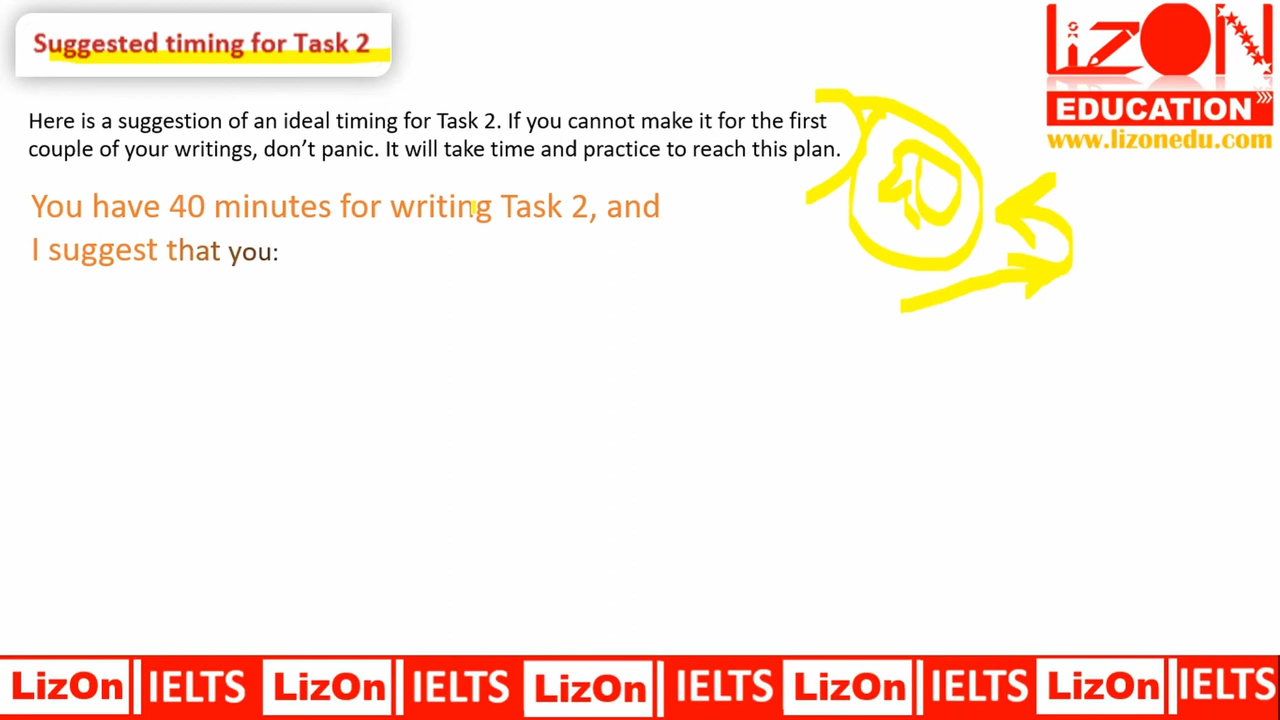 Suggested timing for Task 2
LizON
EDUCATION
www.lizonedu.com
Here is a suggestion of an ideal timing for Task 2. If you cannot make it for the first
couple of your writings, don’t panic. It will take time and practice to reach this plan.
40
You have 40 minutes for writing Task 2, and
I suggest that you:
LizOn IELTS LizOn IELTS LizOn IELTS LizOn IELTS LizOn IELTS